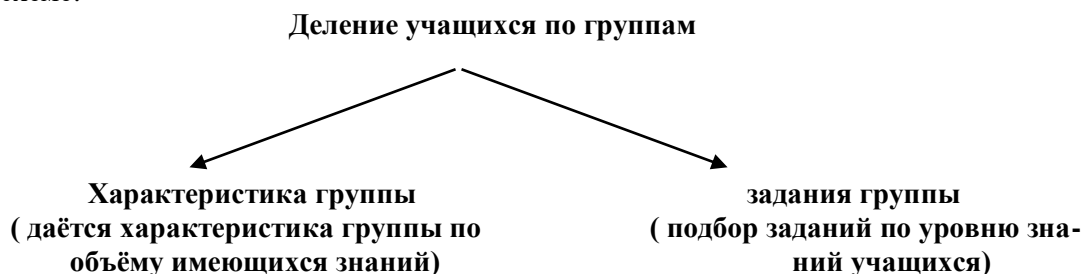 Деление учащихся по группам
Характеристика группы
( даётся характеристика группы по
объёму имеющихся знаний)
задания группы
( подбор заданий по уровню зна-
ний учащихся)